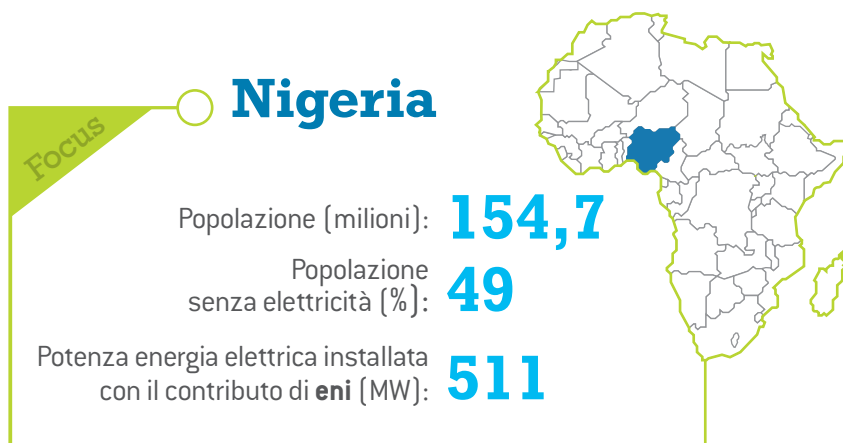 Focus
Nigeria
Popolazione (milioni): 154,7
Popolazione
senza elettricità (%): 49
Potenza energia elettrica installata
con il contributo di eni (MW): 511